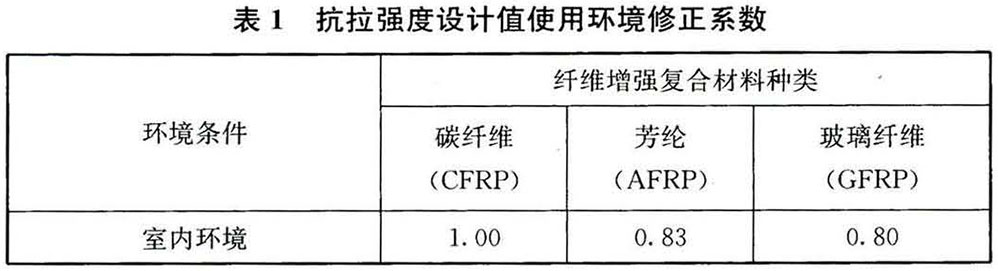 表 1 抗拉强度设计值使用环境修正系数
环境条件
纤维增强复合材料种类
碳纤维
(CFRP)
芳纶
(AFRP)
玻璃纤维
(GFRP)
室内环境 1.00 0.83 0.80